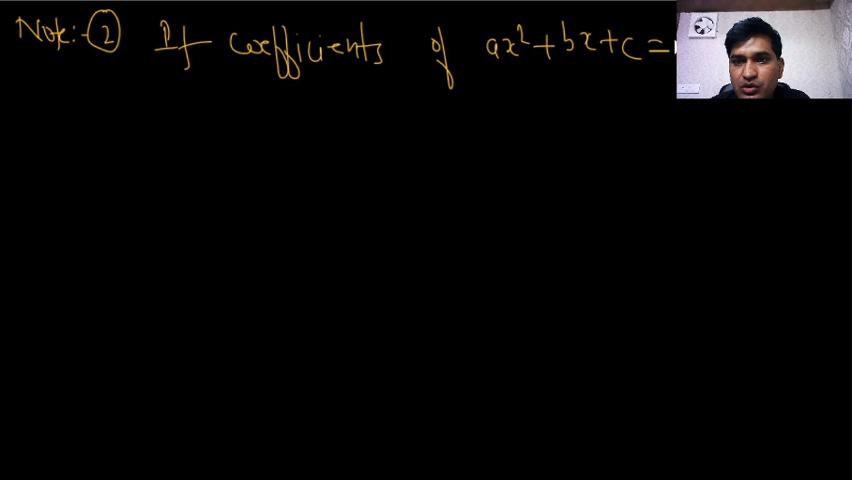 Note:-② If coefficients of ax²+bx+c=